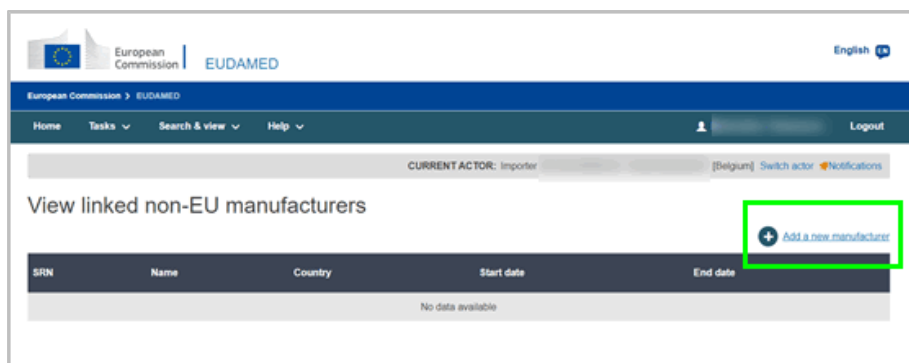 European
Commission
EUDAMED
English EN
European Commission > EUDAMED
Home Tasks Search & view Help Logout
CURRENT ACTOR: Importer [Belgium] Switch actor Notifications
View linked non-EU manufacturers
Add a new manufacturer
SRN Name Country Start date End date
No data available